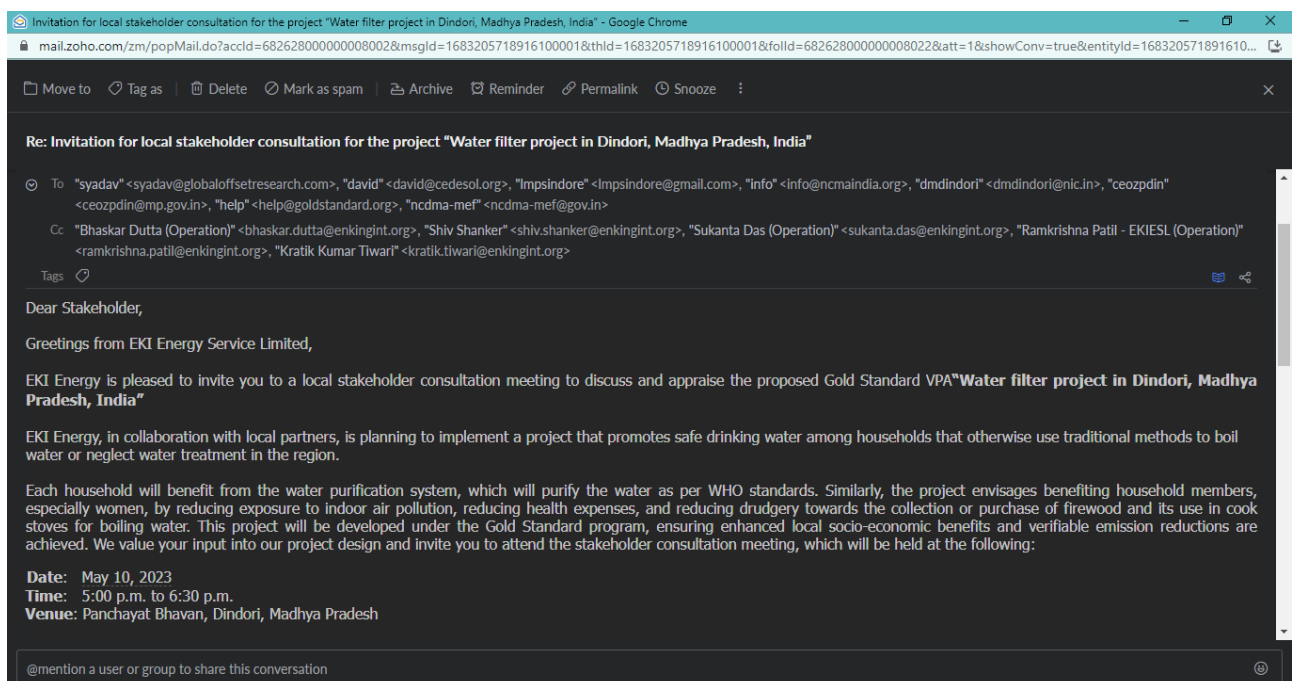 Invitation for local stakeholder consultation for the project "Water filter project in Dindori, Madhya Pradesh, India" - Google Chrome
mail.zoho.com/zm/popMail.do?accId=682628000000008002&msgId=1683205718916100001&thId=1683205718916100001&folId=682628000000008022&att=1&showConv=true&entityId=168320571891610...
Move to Tag as Delete Mark as spam Archive Reminder Permalink Snooze
Re: Invitation for local stakeholder consultation for the project "Water filter project in Dindori, Madhya Pradesh, India"
To "syadav" <syadav@globaloffsetresearch.com>, "david" <david@cedesol.org>, "lmpsindore" <lmpsindore@gmail.com>, "info" <info@ncmaindia.org>, "dmdindori" <dmdindori@nic.in>, "ceozpdin"
<ceozpdin@mp.gov.in>, "help" <help@goldstandard.org>, "ncdma-mef" <ncdma-mef@gov.in>
Cc "Bhaskar Dutta (Operation)" <bhaskar.dutta@enkingint.org>, "Shiv Shanker" <shiv.shanker@enkingint.org>, "Sukanta Das (Operation)" <sukanta.das@enkingint.org>, "Ramkrishna Patil - EKIESL (Operation)"
<ramkrishna.patil@enkingint.org>, "Kratik Kumar Tiwari" <kratik.tiwari@enkingint.org>
Tags
Dear Stakeholder,
Greetings from EKI Energy Service Limited,
EKI Energy is pleased to invite you to a local stakeholder consultation meeting to discuss and appraise the proposed Gold Standard VPA"Water filter project in Dindori, Madhya
Pradesh, India"
EKI Energy, in collaboration with local partners, is planning to implement a project that promotes safe drinking water among households that otherwise use traditional methods to boil
water or neglect water treatment in the region.
Each household will benefit from the water purification system, which will purify the water as per WHO standards. Similarly, the project envisages benefiting household members,
especially women, by reducing exposure to indoor air pollution, reducing health expenses, and reducing drudgery towards the collection or purchase of firewood and its use in cook
stoves for boiling water. This project will be developed under the Gold Standard program, ensuring enhanced local socio-economic benefits and verifiable emission reductions are
achieved. We value your input into our project design and invite you to attend the stakeholder consultation meeting, which will be held at the following:
Date: May 10, 2023
Time: 5:00 p.m. to 6:30 p.m.
Venue: Panchayat Bhavan, Dindori, Madhya Pradesh
@mention a user or group to share this conversation